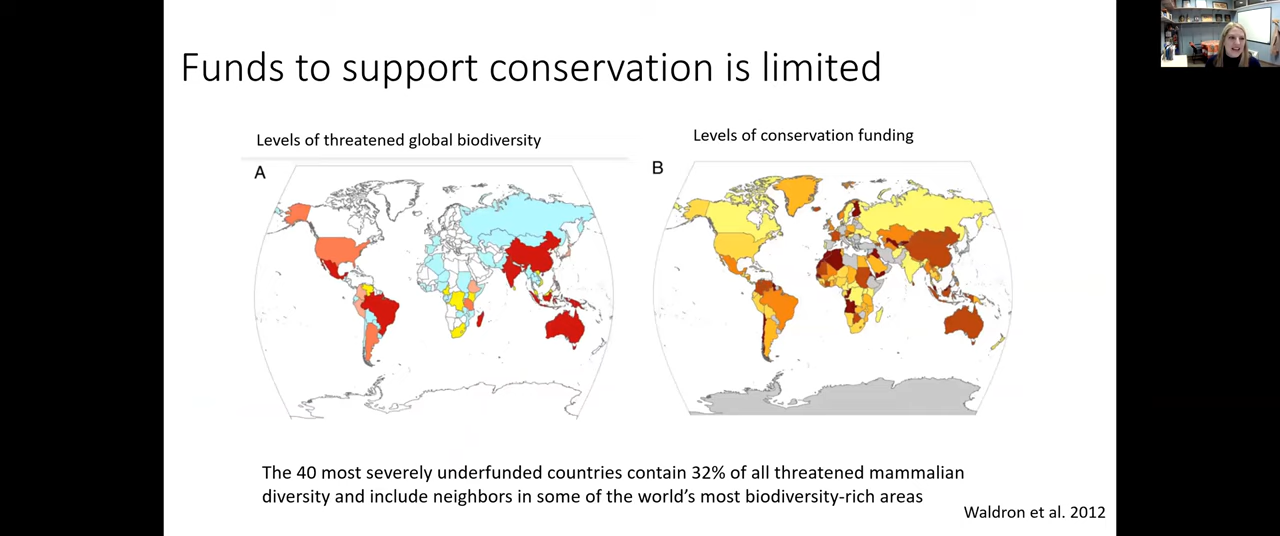 Funds to support conservation is limited
Levels of threatened global biodiversity
Levels of conservation funding
A
B
The 40 most severely underfunded countries contain 32% of all threatened mammalian
diversity and include neighbors in some of the world's most biodiversity-rich areas
Waldron et al. 2012